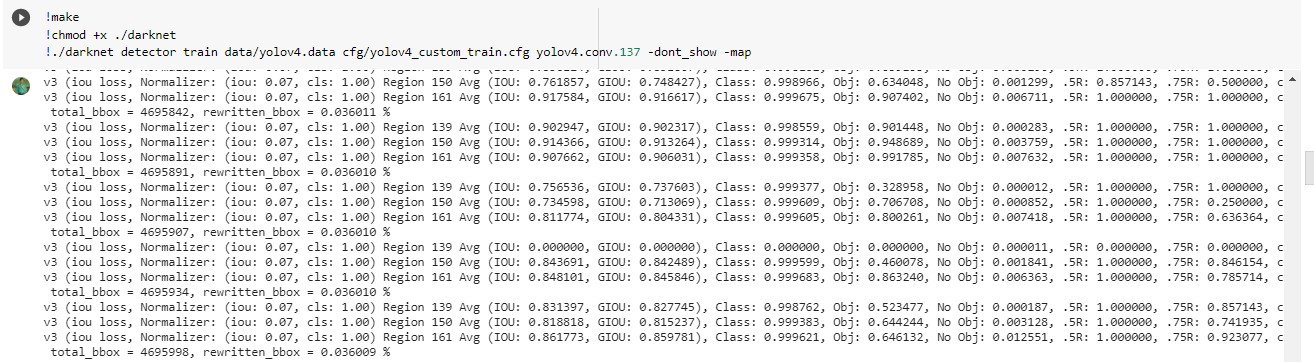 !make
!chmod +x ./darknet
!./darknet detector train data/yolov4.data cfg/yolov4_custom_train.cfg yolov4.conv.137 -dont_show -map
v3 (iou loss, Normalizer: (iou: 0.07, cls: 1.00) Region 150 Avg (IOU: 0.761857, GIOU: 0.748427), Class: 0.998966, Obj: 0.634048, No Obj: 0.001299, .5R: 0.857143, .75R: 0.500000, c
v3 (iou loss, Normalizer: (iou: 0.07, cls: 1.00) Region 161 Avg (IOU: 0.917584, GIOU: 0.916617), Class: 0.999675, Obj: 0.907402, No Obj: 0.006711, .5R: 1.000000, .75R: 1.000000, c
total_bbox = 4695842, rewritten_bbox = 0.036011 %
v3 (iou loss, Normalizer: (iou: 0.07, cls: 1.00) Region 139 Avg (IOU: 0.902947, GIOU: 0.902317), Class: 0.998559, Obj: 0.901448, No Obj: 0.000283, .5R: 1.000000, .75R: 1.000000, c
v3 (iou loss, Normalizer: (iou: 0.07, cls: 1.00) Region 150 Avg (IOU: 0.914366, GIOU: 0.913264), Class: 0.999314, Obj: 0.948689, No Obj: 0.003759, .5R: 1.000000, .75R: 1.000000, c
v3 (iou loss, Normalizer: (iou: 0.07, cls: 1.00) Region 161 Avg (IOU: 0.907662, GIOU: 0.906031), Class: 0.999358, Obj: 0.991785, No Obj: 0.007632, .5R: 1.000000, .75R: 1.000000, c
total_bbox = 4695891, rewritten_bbox = 0.036010 %
v3 (iou loss, Normalizer: (iou: 0.07, cls: 1.00) Region 139 Avg (IOU: 0.756536, GIOU: 0.737603), Class: 0.999377, Obj: 0.328958, No Obj: 0.000012, .5R: 1.000000, .75R: 1.000000, c
v3 (iou loss, Normalizer: (iou: 0.07, cls: 1.00) Region 150 Avg (IOU: 0.734598, GIOU: 0.713069), Class: 0.999609, Obj: 0.706708, No Obj: 0.000852, .5R: 1.000000, .75R: 0.250000, c
v3 (iou loss, Normalizer: (iou: 0.07, cls: 1.00) Region 161 Avg (IOU: 0.811774, GIOU: 0.804331), Class: 0.999605, Obj: 0.800261, No Obj: 0.007418, .5R: 1.000000, .75R: 0.636364, c
total_bbox = 4695907, rewritten_bbox = 0.036010 %
v3 (iou loss, Normalizer: (iou: 0.07, cls: 1.00) Region 139 Avg (IOU: 0.000000, GIOU: 0.000000), Class: 0.000000, Obj: 0.000000, No Obj: 0.000011, .5R: 0.000000, .75R: 0.000000, c
v3 (iou loss, Normalizer: (iou: 0.07, cls: 1.00) Region 150 Avg (IOU: 0.843691, GIOU: 0.842489), Class: 0.999599, Obj: 0.460078, No Obj: 0.001841, .5R: 1.000000, .75R: 0.846154, c
v3 (iou loss, Normalizer: (iou: 0.07, cls: 1.00) Region 161 Avg (IOU: 0.848101, GIOU: 0.845846), Class: 0.999683, Obj: 0.863240, No Obj: 0.006363, .5R: 1.000000, .75R: 0.785714, c
total_bbox = 4695934, rewritten_bbox = 0.036010 %
v3 (iou loss, Normalizer: (iou: 0.07, cls: 1.00) Region 139 Avg (IOU: 0.831397, GIOU: 0.827745), Class: 0.998762, Obj: 0.523477, No Obj: 0.000187, .5R: 1.000000, .75R: 0.857143, c
v3 (iou loss, Normalizer: (iou: 0.07, cls: 1.00) Region 150 Avg (IOU: 0.818818, GIOU: 0.815237), Class: 0.999383, Obj: 0.644244, No Obj: 0.003128, .5R: 1.000000, .75R: 0.741935, c
v3 (iou loss, Normalizer: (iou: 0.07, cls: 1.00) Region 161 Avg (IOU: 0.861773, GIOU: 0.859781), Class: 0.999621, Obj: 0.646132, No Obj: 0.012551, .5R: 1.000000, .75R: 0.923077, c
total_bbox = 4695998, rewritten_bbox = 0.036009 %